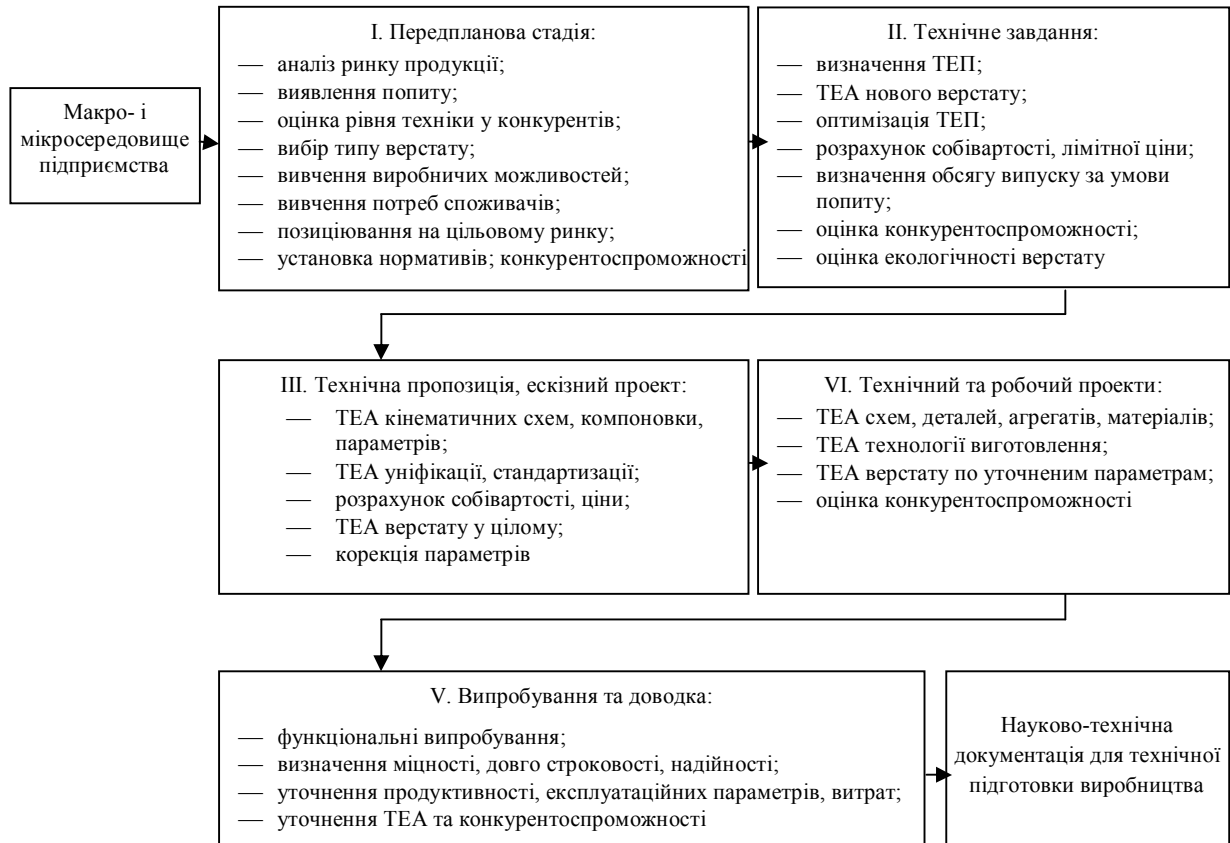 Макро- і
мікросередовище
підприємства
I. Передпланова стадія:
— аналіз ринку продукції;
— виявлення попиту;
— оцінка рівня техніки у конкурентів;
— вибір типу верстату;
— вивчення виробничих можливостей;
— вивчення потреб споживачів;
— позиціювання на цільовому ринку;
— установка нормативів; конкурентоспроможності
II. Технічне завдання:
— визначення ТЕП;
— ТЕА нового верстату;
— оптимізація ТЕП;
— розрахунок собівартості, лімітної ціни;
— визначення обсягу випуску за умови
попиту;
— оцінка конкурентоспроможності;
— оцінка екологічності верстату
III. Технічна пропозиція, ескізний проект:
— ТЕА кінематичних схем, компоновки,
параметрів;
— ТЕА уніфікації, стандартизації;
— розрахунок собівартості, ціни;
— ТЕА верстату у цілому;
— корекція параметрів
VI. Технічний та робочий проекти:
— ТЕА схем, деталей, агрегатів, матеріалів;
— ТЕА технології виготовлення;
— ТЕА верстату по уточненим параметрам;
— оцінка конкурентоспроможності
V. Випробування та доводка:
— функціональні випробування;
— визначення міцності, довго строковості, надійності;
— уточнення продуктивності, експлуатаційних параметрів, витрат;
— уточнення ТЕА та конкурентоспроможності
Науково-технічна
документація для технічної
підготовки виробництва